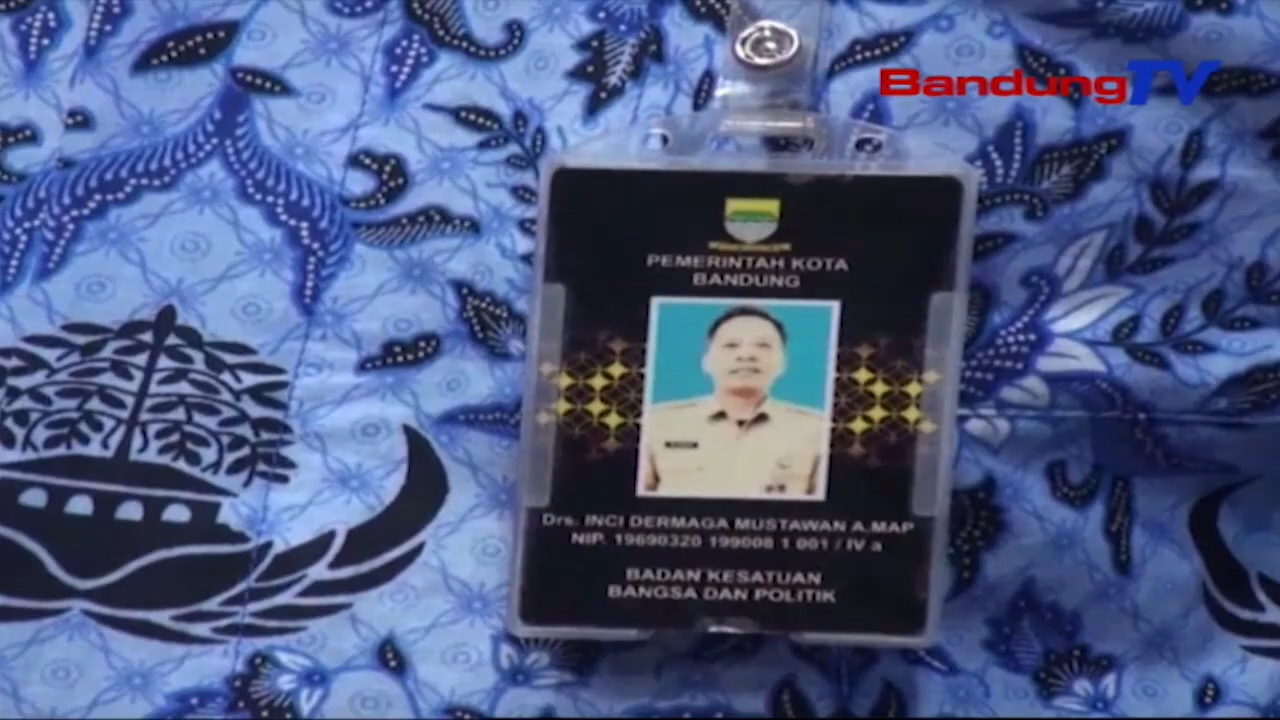 BandungTV
PEMERINTAH KOTA
BANDUNG
Drs. INCI DERMAGA MUSTAWAN A.MAP
NIP. 19690320 199008 1 001 / IV a
BADAN KESATUAN
BANGSA DAN POLITIK